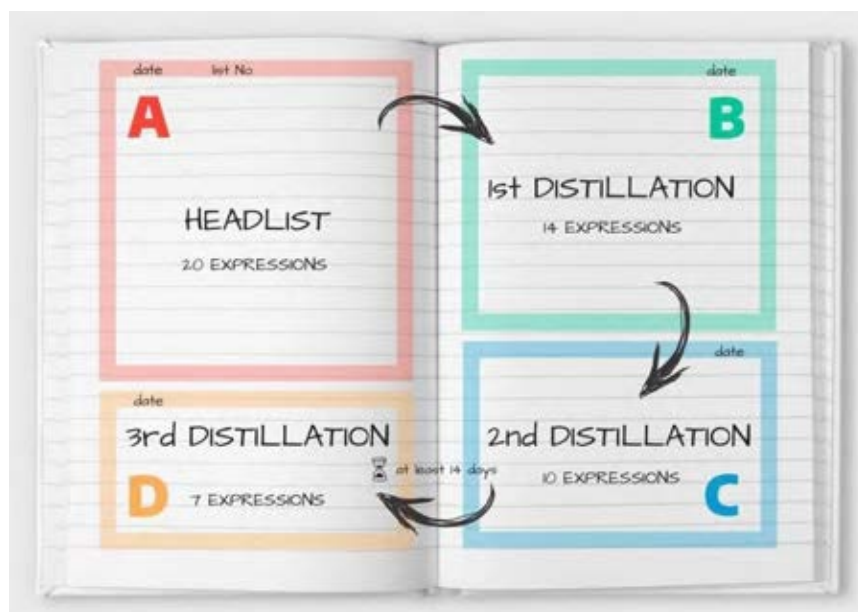 date list No
A
HEADLIST
20 EXPRESSIONS
date
B
1st DISTILLATION
14 EXPRESSIONS
date
2nd DISTILLATION
10 EXPRESSIONS
C
at least 14 days
date
3rd DISTILLATION
D 7 EXPRESSIONS